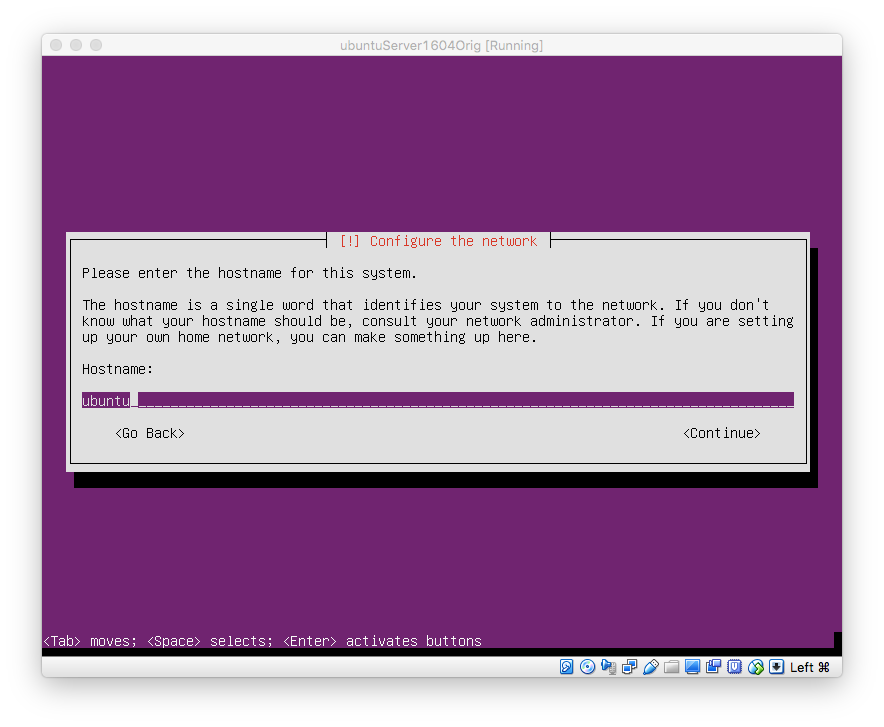 ubuntuServer1604Orig [Running]
[!] Configure the network
Please enter the hostname for this system.
The hostname is a single word that identifies your system to the network. If you don't
know what your hostname should be, consult your network administrator. If you are setting
up your own home network, you can make something up here.
Hostname:
ubuntu
<Go Back> <Continue>
<Tab> moves; <Space> selects; <Enter> activates buttons
Left ⌘